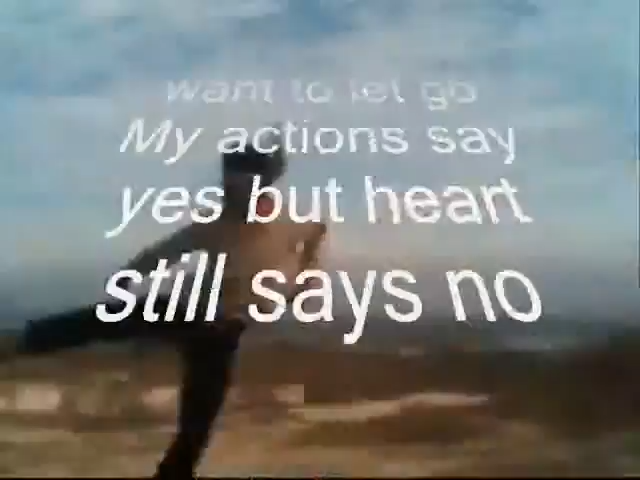 want to let go
My actions say
yes but heart
still says no